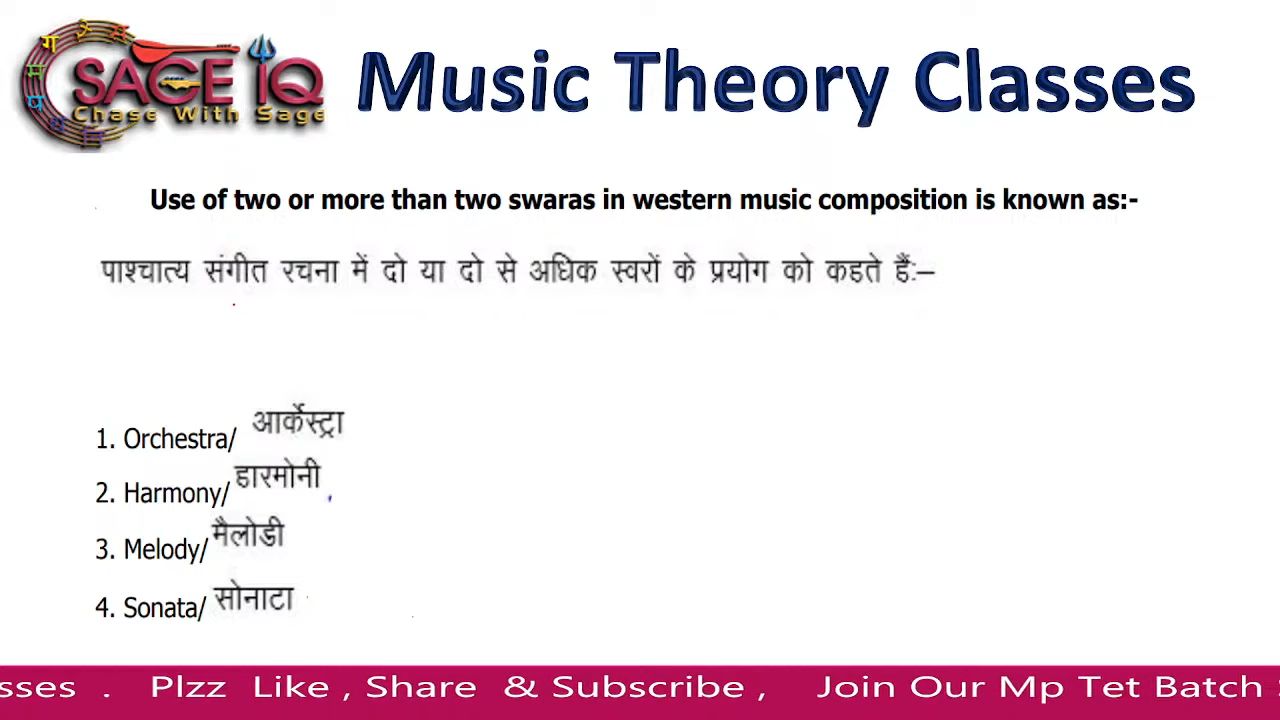 SAGE IQ
Chase With Sage
Music Theory Classes
Use of two or more than two swaras in western music composition is known as:-
पाश्चात्य संगीत रचना में दो या दो से अधिक स्वरों के प्रयोग को कहते हैं:–
1. Orchestra/ आर्केस्ट्रा
2. Harmony/ हारमोनी
3. Melody/ मैलोडी
4. Sonata/ सोनाटा
sses . Plzz Like , Share & Subscribe , Join Our Mp Tet Batch